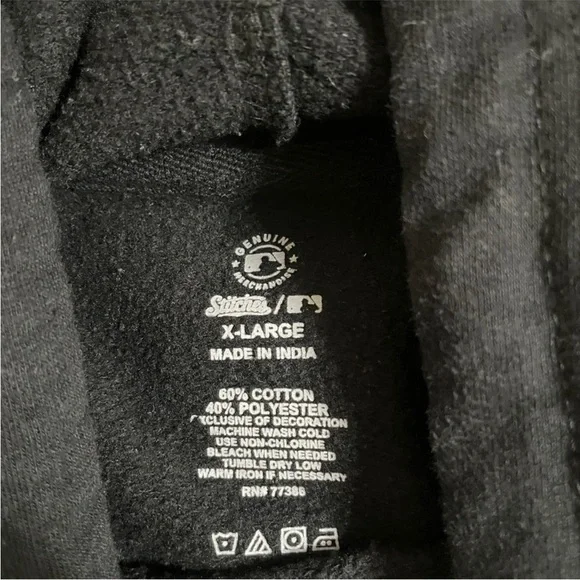 GENUINE
MERCHANDISE
Stitches /
X-LARGE
MADE IN INDIA
60% COTTON
40% POLYESTER
EXCLUSIVE OF DECORATION
MACHINE WASH COLD
USE NON-CHLORINE
BLEACH WHEN NEEDED
TUMBLE DRY LOW
WARM IRON IF NECESSARY
RN# 77386